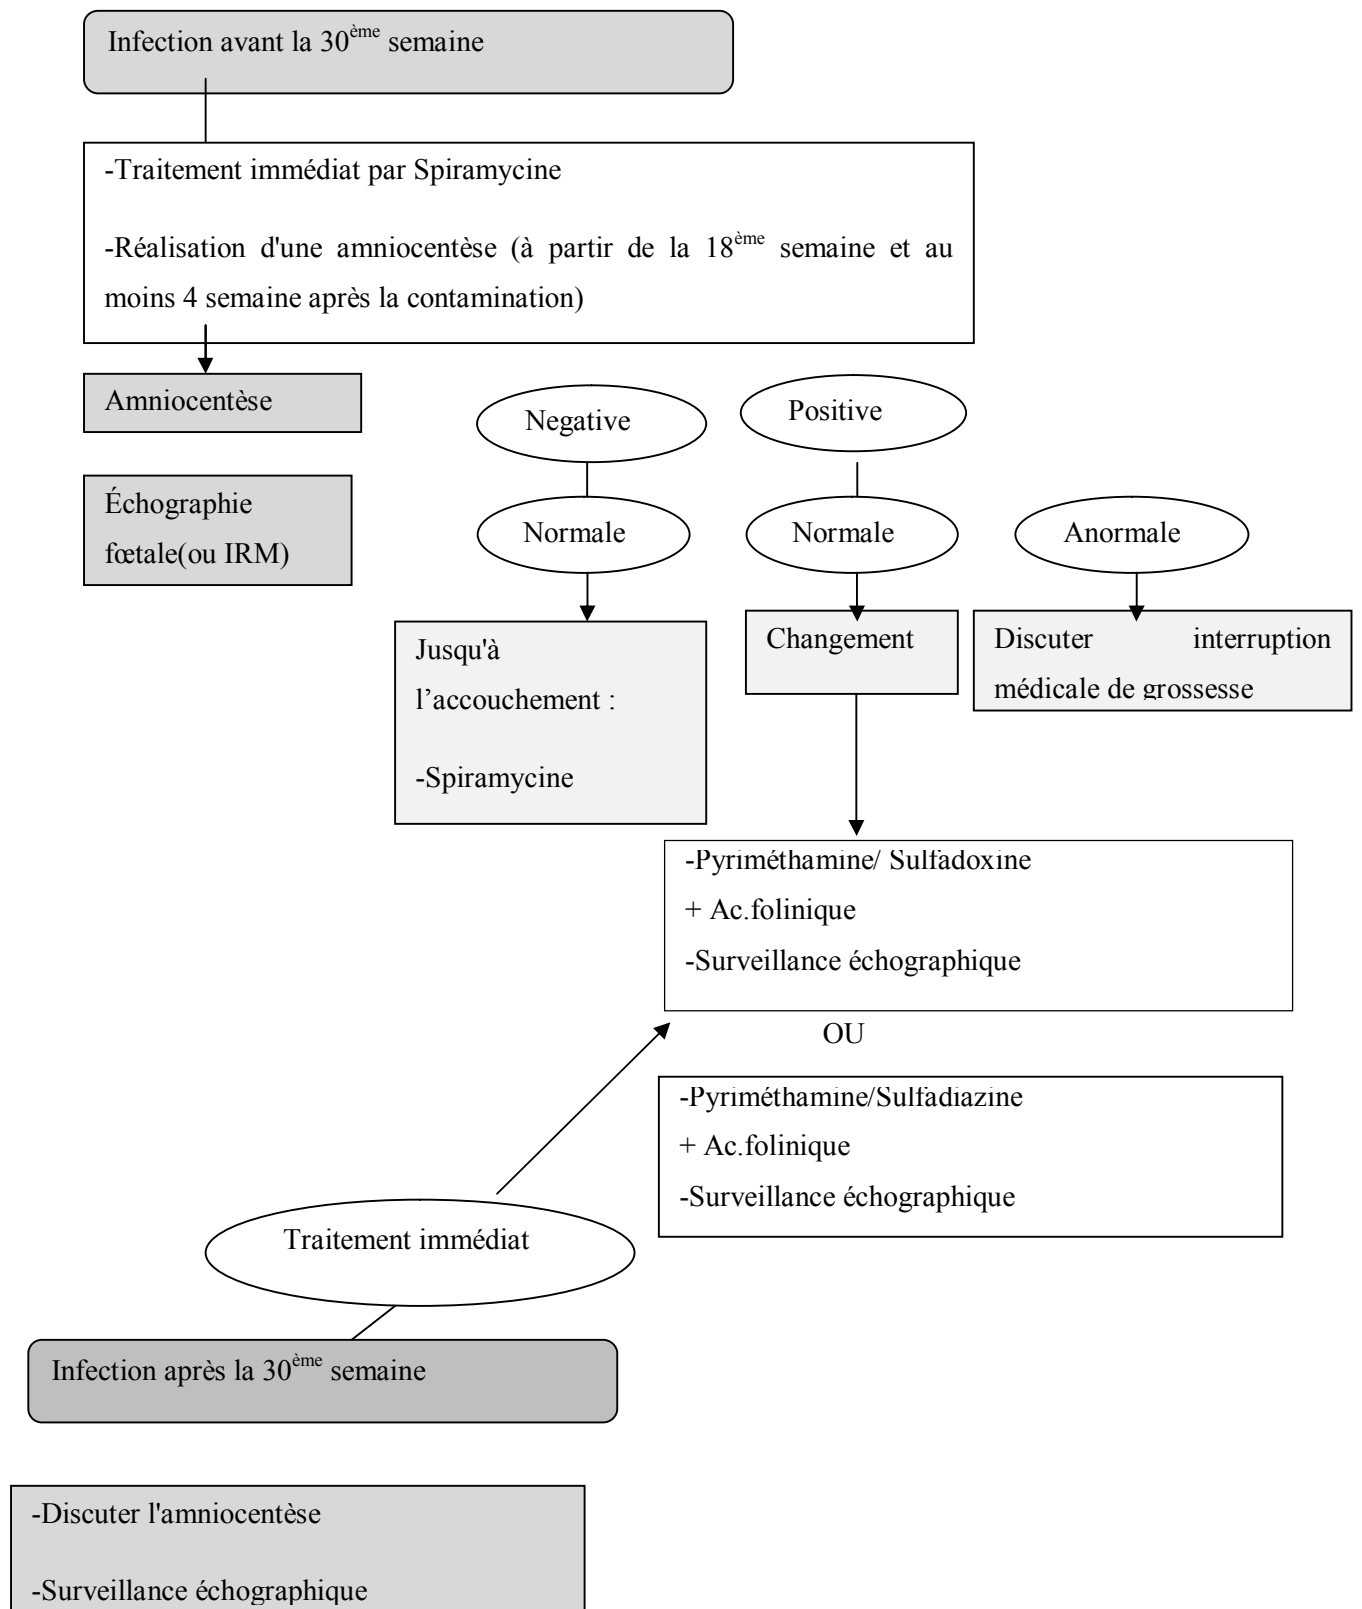 Infection avant la 30ème semaine
-Traitement immédiat par Spiramycine
-Réalisation d'une amniocentèse (à partir de la 18ème semaine et au
moins 4 semaine après la contamination)
Amniocentèse
Negative
Positive
Échographie
fœtale(ou IRM)
Normale
Normale
Anormale
Jusqu'à
l’accouchement :
-Spiramycine
Changement
Discuter interruption
médicale de grossesse
-Pyriméthamine/ Sulfadoxine
+ Ac.folinique
-Surveillance échographique
OU
-Pyriméthamine/Sulfadiazine
+ Ac.folinique
-Surveillance échographique
Traitement immédiat
Infection après la 30ème semaine
-Discuter l'amniocentèse
-Surveillance échographique